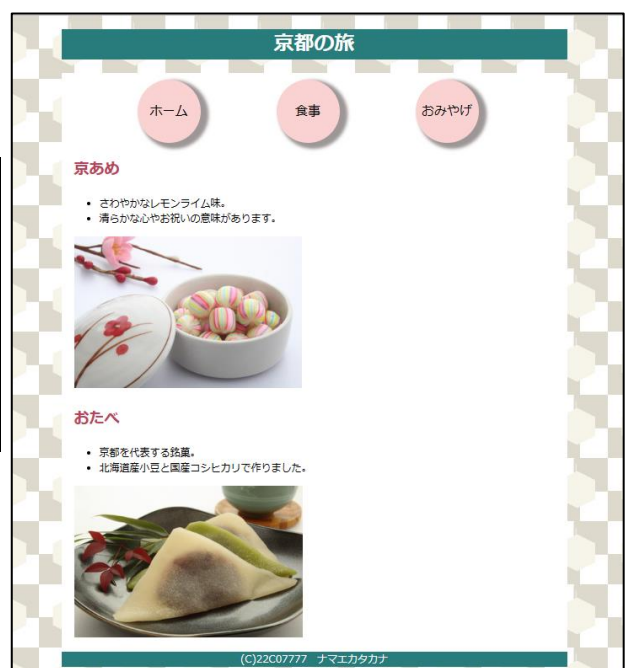 京都の旅
ホーム 食事 おみやげ
京あめ
• さわやかなレモンライム味。
• 清らかな心やお祝いの意味があります。
おたべ
• 京都を代表する銘菓。
• 北海道産小豆と国産コシヒカリで作りました。
(C)22C07777　ナマエカタカナ